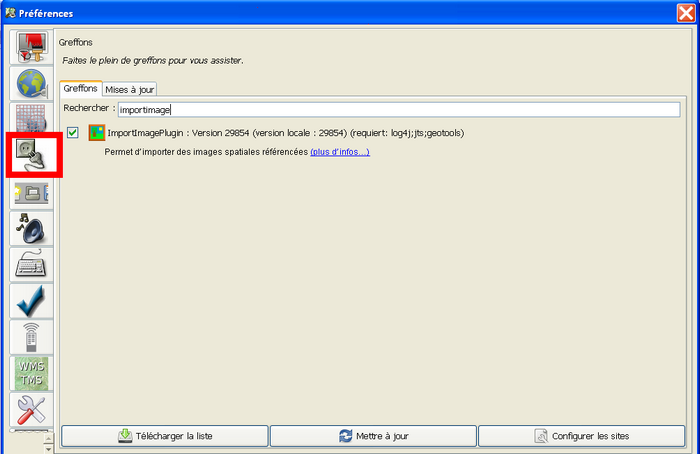 Préférences
Greffons
Faites le plein de greffons pour vous assister.
Greffons Mises à jour
Rechercher : importimage
ImportImagePlugin : Version 29854 (version locale : 29854) (requiert: log4j;jts;geotools)
Permet d'importer des images spatiales référencées (plus d'infos...)
WMS
TMS
Télécharger la liste Mettre à jour Configurer les sites